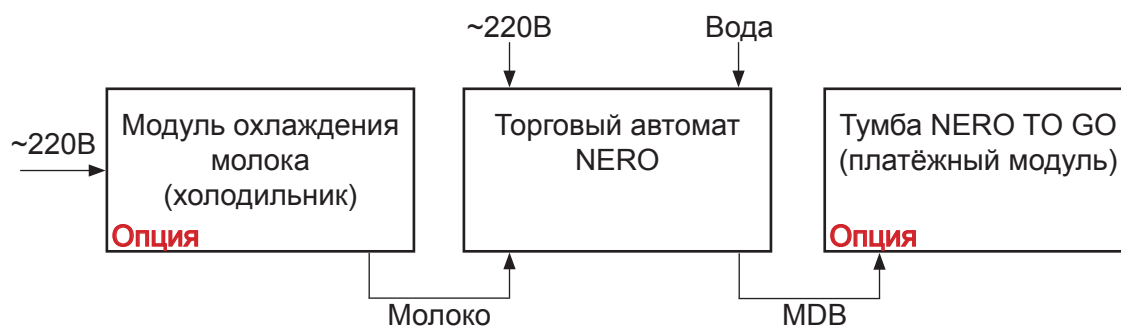 ~220В
Вода
~220В
Модуль охлаждения
молока
(холодильник)
Опция
Торговый автомат
NERO
Тумба NERO TO GO
(платёжный модуль)
Опция
Молоко
MDB